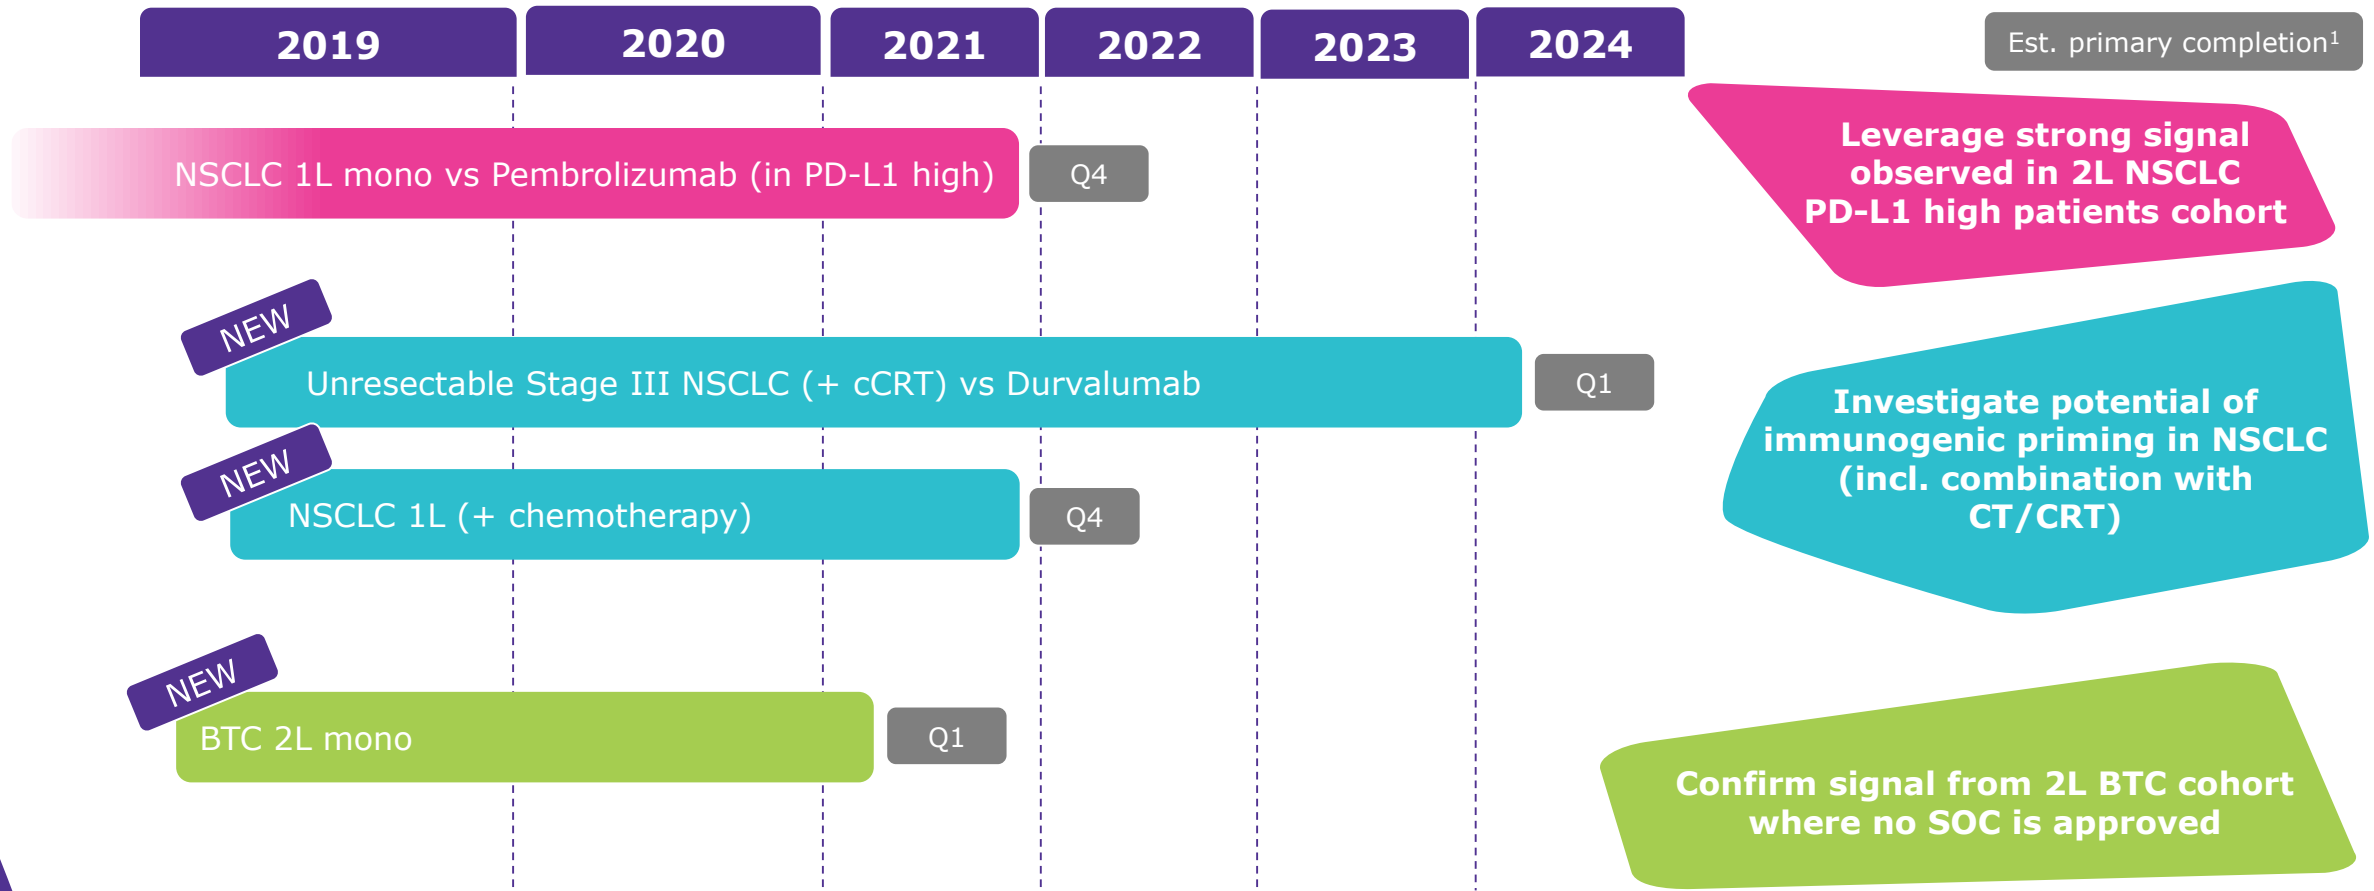 2019
2020
2021
2022
2023
2024
Est. primary completion¹
NSCLC 1L mono vs Pembrolizumab (in PD-L1 high)
Q4
Leverage strong signal
observed in 2L NSCLC
PD-L1 high patients cohort
NEW
Unresectable Stage III NSCLC (+ cCRT) vs Durvalumab
Q1
NEW
NSCLC 1L (+ chemotherapy)
Q4
Investigate potential of
immunogenic priming in NSCLC
(incl. combination with
CT/CRT)
NEW
BTC 2L mono
Q1
Confirm signal from 2L BTC cohort
where no SOC is approved